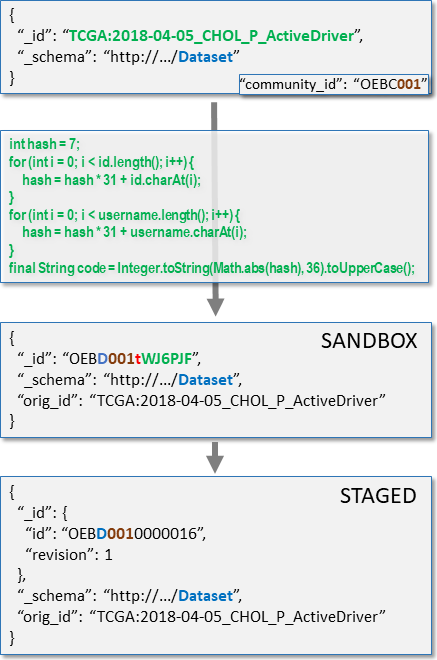 {
“_id”: “TCGA:2018-04-05_CHOL_P_ActiveDriver”,
“_schema”: “http://.../Dataset”
}
“community_id”: “OEBC001”
int hash = 7;
for (int i = 0; i < id.length(); i++) {
hash = hash * 31 + id.charAt(i);
}
for (int i = 0; i < username.length(); i++) {
hash = hash * 31 + username.charAt(i);
}
final String code = Integer.toString(Math.abs(hash), 36).toUpperCase();
SANDBOX
{
“_id”: “OEBD001tWJ6PJF”,
“_schema”: “http://.../Dataset”,
“orig_id”: “TCGA:2018-04-05_CHOL_P_ActiveDriver”
}
STAGED
{
“_id”: {
“id”: “OEBD0010000016”,
“revision”: 1
},
“_schema”: “http://.../Dataset”,
“orig_id”: “TCGA:2018-04-05_CHOL_P_ActiveDriver”
}